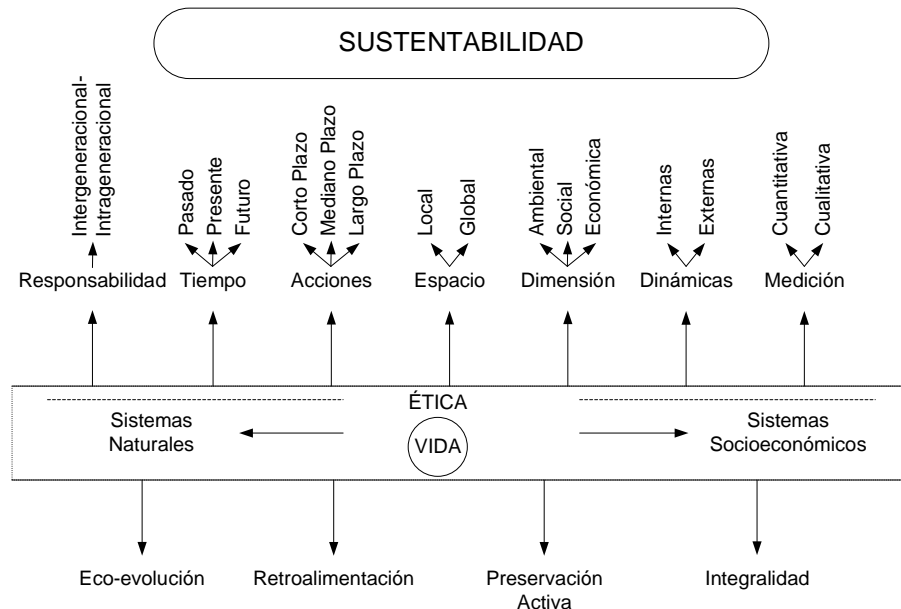 SUSTENTABILIDAD
Intergeneracional-
Intrageneracional
Pasado
Presente
Futuro
Corto Plazo
Mediano Plazo
Largo Plazo
Local
Global
Ambiental
Social
Económica
Internas
Externas
Cuantitativa
Cualitativa
Responsabilidad
Tiempo
Acciones
Espacio
Dimensión
Dinámicas
Medición
Sistemas
Naturales
ÉTICA
VIDA
Sistemas
Socioeconómicos
Eco-evolución
Retroalimentación
Preservación
Activa
Integralidad